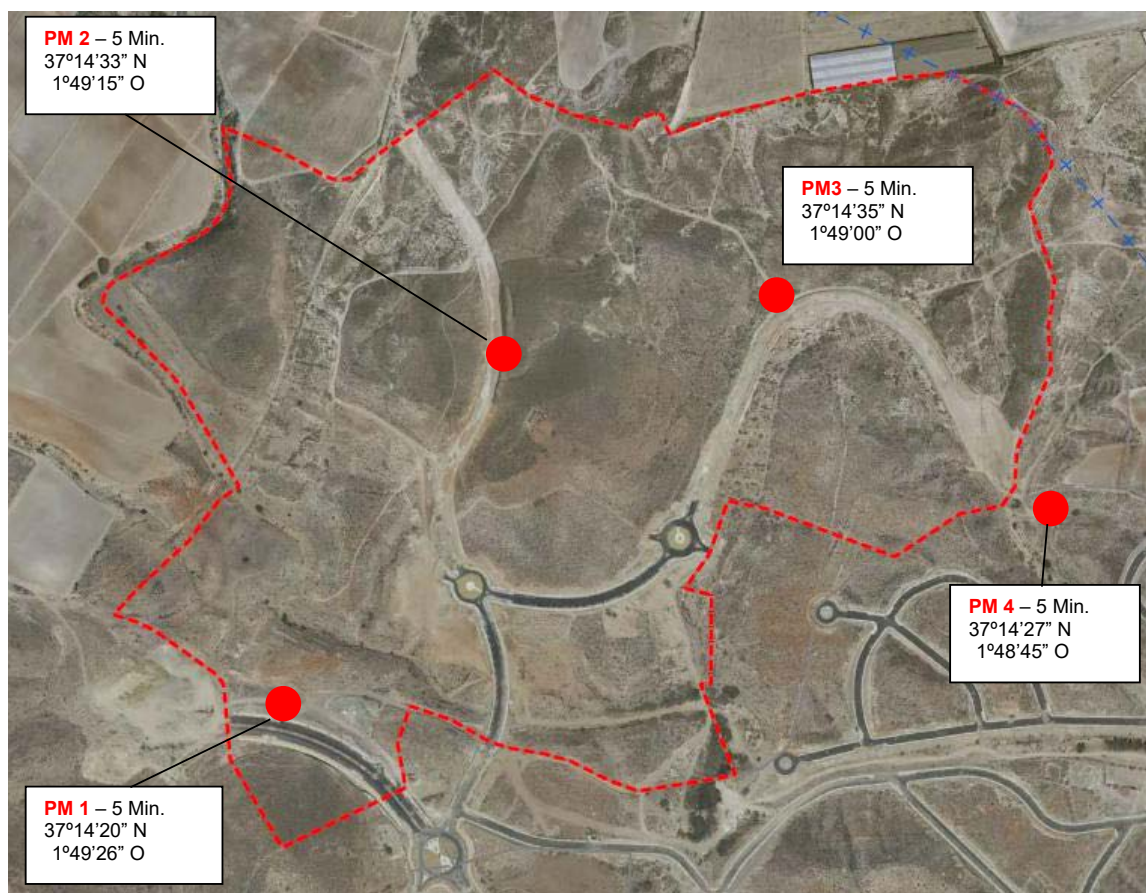 PM 2 – 5 Min.
37º14’33” N
1º49’15” O
PM3 – 5 Min.
37º14’35” N
1º49’00” O
PM 4 – 5 Min.
37º14’27” N
1º48’45” O
PM 1 – 5 Min.
37º14’20” N
1º49’26” O